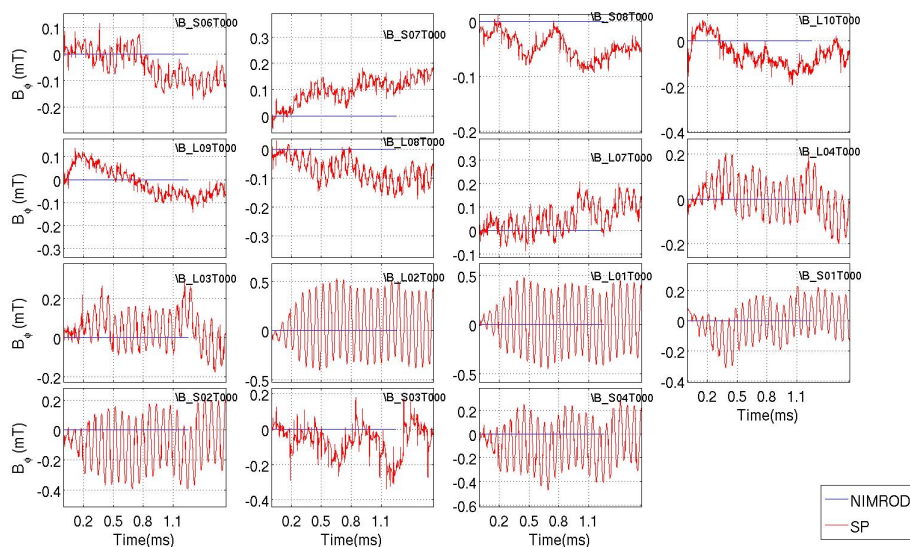 \B_S06T000
0.1
0
-0.1
-0.2
B_ϕ (mT)
\B_S07T000
0.3
0.2
0.1
0
\B_S08T000
0
-0.1
-0.2
\B_L10T000
0
-0.2
-0.4
\B_L09T000
0.1
0
-0.1
-0.2
-0.3
B_ϕ (mT)
\B_L08T000
0
-0.1
-0.2
-0.3
\B_L07T000
0.3
0.2
0.1
0
-0.1
\B_L04T000
0.2
0
-0.2
\B_L03T000
0.2
0
-0.2
B_ϕ (mT)
\B_L02T000
0.5
0
-0.5
\B_L01T000
0.5
0
-0.5
\B_S01T000
0.2
0
-0.2
-0.4
0.2 0.5 0.8 1.1
Time(ms)
\B_S02T000
0.2
0
-0.2
-0.4
B_ϕ (mT)
0.2 0.5 0.8 1.1
Time(ms)
\B_S03T000
0.2
0
-0.2
-0.4
0.2 0.5 0.8 1.1
Time(ms)
\B_S04T000
0.2
0
-0.2
-0.4
-0.6
0.2 0.5 0.8 1.1
Time(ms)
NIMROD
SP